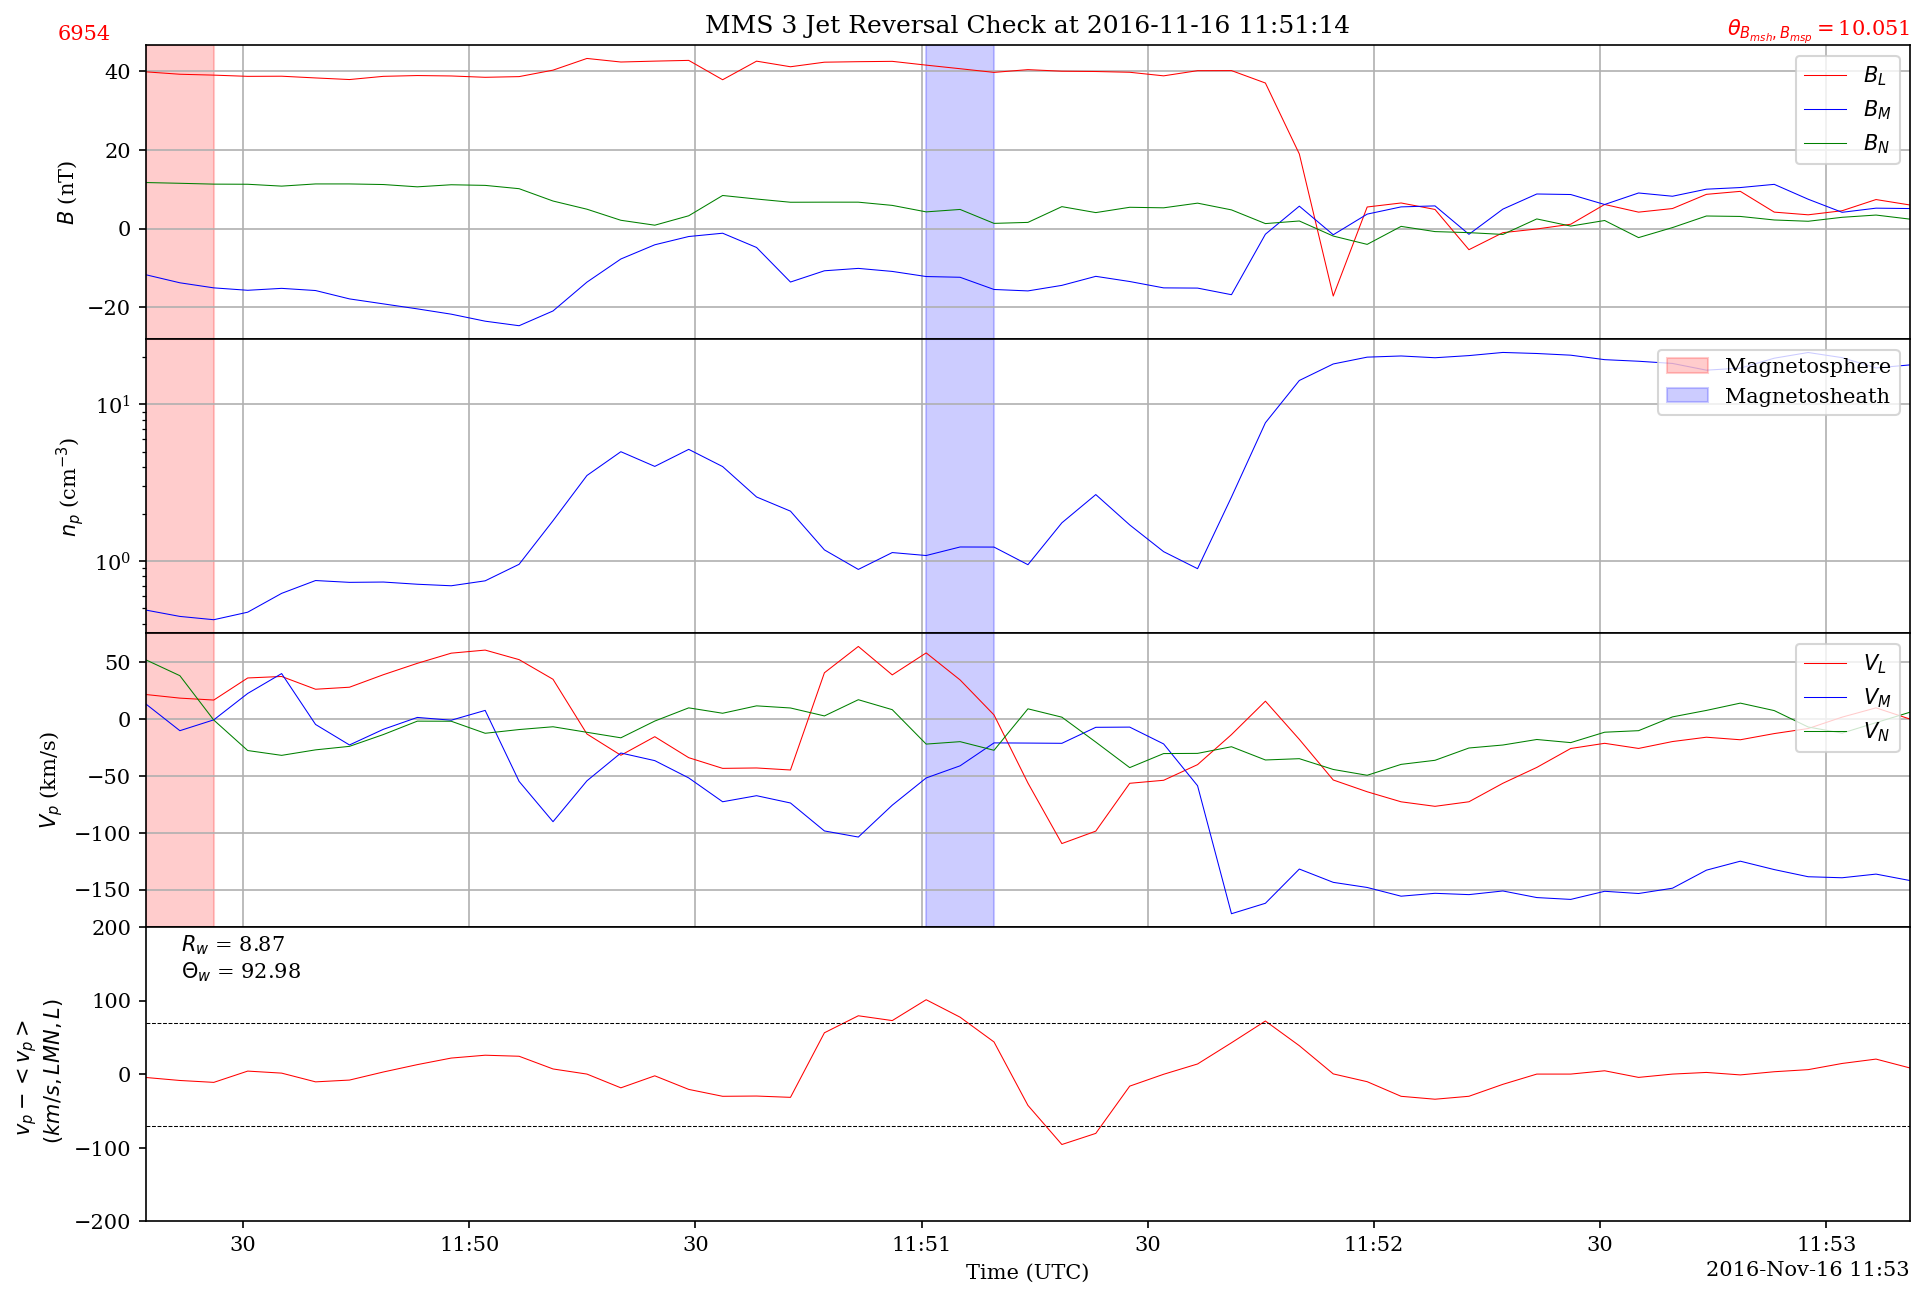 MMS 3 Jet Reversal Check at 2016-11-16 11:51:14
6954
θ_{B_{msh}, B_{msp}} = 10.051
B (nT)
40
20
0
−20
B_L
B_M
B_N
n_p (cm^{−3})
10^1
10^0
Magnetosphere
Magnetosheath
V_p (km/s)
50
0
−50
−100
−150
V_L
V_M
V_N
v_p − <v_p>
(km/s, LMN, L)
200
100
0
−100
−200
R_w = 8.87
Θ_w = 92.98
30 11:50 30 11:51 30 11:52 30 11:53
Time (UTC)
2016-Nov-16 11:53